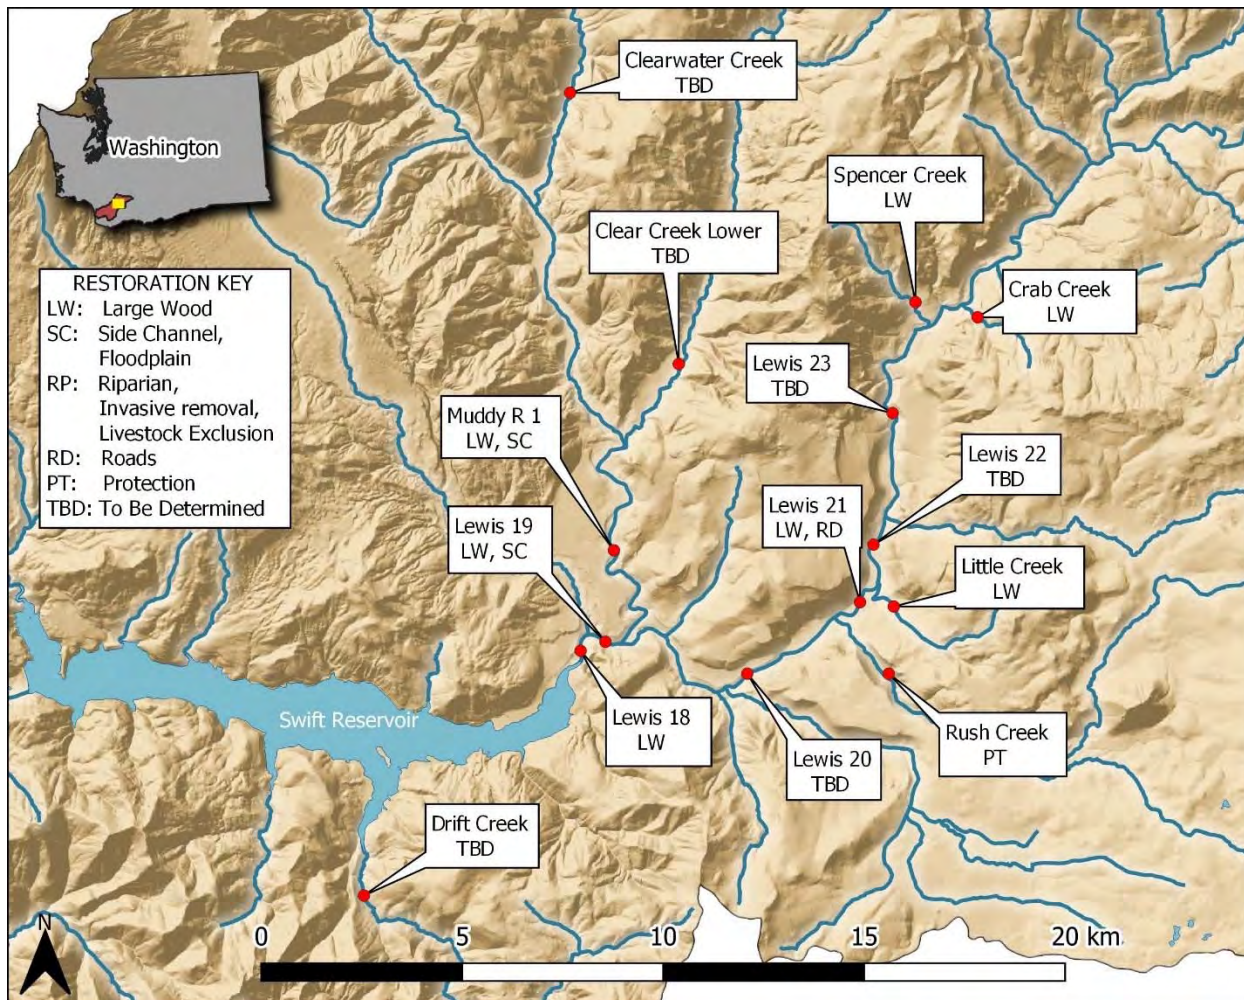 Clearwater Creek
TBD
Washington
Spencer Creek
LW
Clear Creek Lower
TBD
RESTORATION KEY
LW: Large Wood
SC: Side Channel,
Floodplain
RP: Riparian,
Invasive removal,
Livestock Exclusion
RD: Roads
PT: Protection
TBD: To Be Determined
Crab Creek
LW
Lewis 23
TBD
Muddy R 1
LW, SC
Lewis 22
TBD
Lewis 21
LW, RD
Lewis 19
LW, SC
Little Creek
LW
Swift Reservoir
Lewis 18
LW
Rush Creek
PT
Lewis 20
TBD
Drift Creek
TBD
N
0 5 10 15 20 km